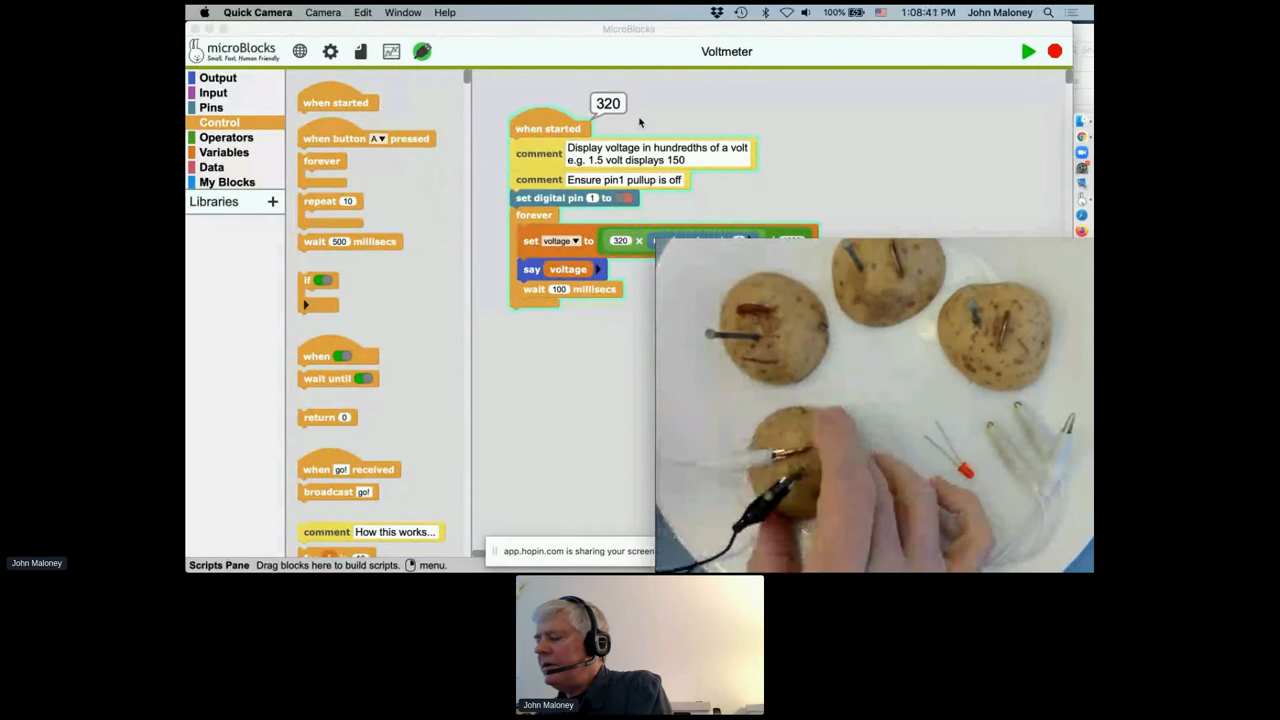 Quick Camera Camera Edit Window Help 100% 1:08:41 PM John Maloney
MicroBlocks
microBlocks
Small, Fast, Human Friendly
Voltmeter
Output
Input
Pins
Control
Operators
Variables
Data
My Blocks
Libraries +
when started
when button A pressed
forever
repeat 10
wait 500 millisecs
if
when
wait until
return 0
when go! received
broadcast go!
comment How this works...
320
when started
comment Display voltage in hundredths of a volt
e.g. 1.5 volt displays 150
comment Ensure pin1 pullup is off
set digital pin 1 to
forever
set voltage to 320 ×
say voltage
wait 100 millisecs
app.hopin.com is sharing your screen
Scripts Pane Drag blocks here to build scripts. menu.
John Maloney
John Maloney